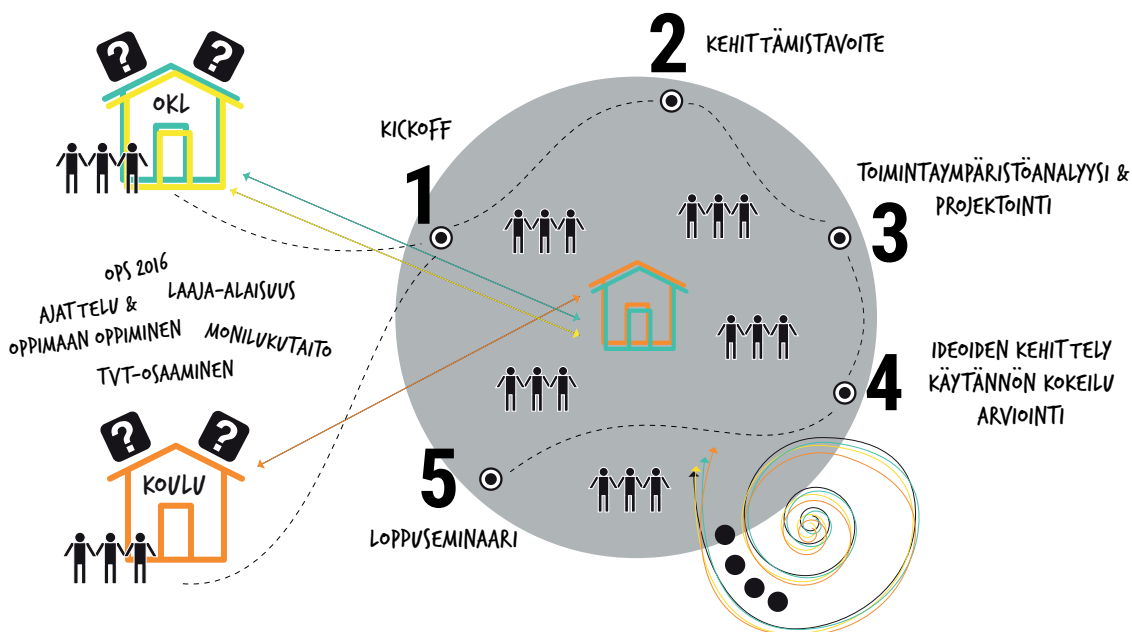 ?
?
OKL
OPS 2016
LAAJA-ALAISUUS
AJATTELU &
OPPIMAAN OPPIMINEN
MONILUKUTAITO
TVT-OSAAMINEN
?
?
KOULU
KICKOFF
1
2
KEHITTÄMISTAVOITE
TOIMINTAYMPÄRISTÖANALYYSI &
PROJEKTOINTI
3
4
IDEOIDEN KEHITTELY
KÄYTÄNNÖN KOKEILU
ARVIOINTI
5
LOPPUSEMINAARI